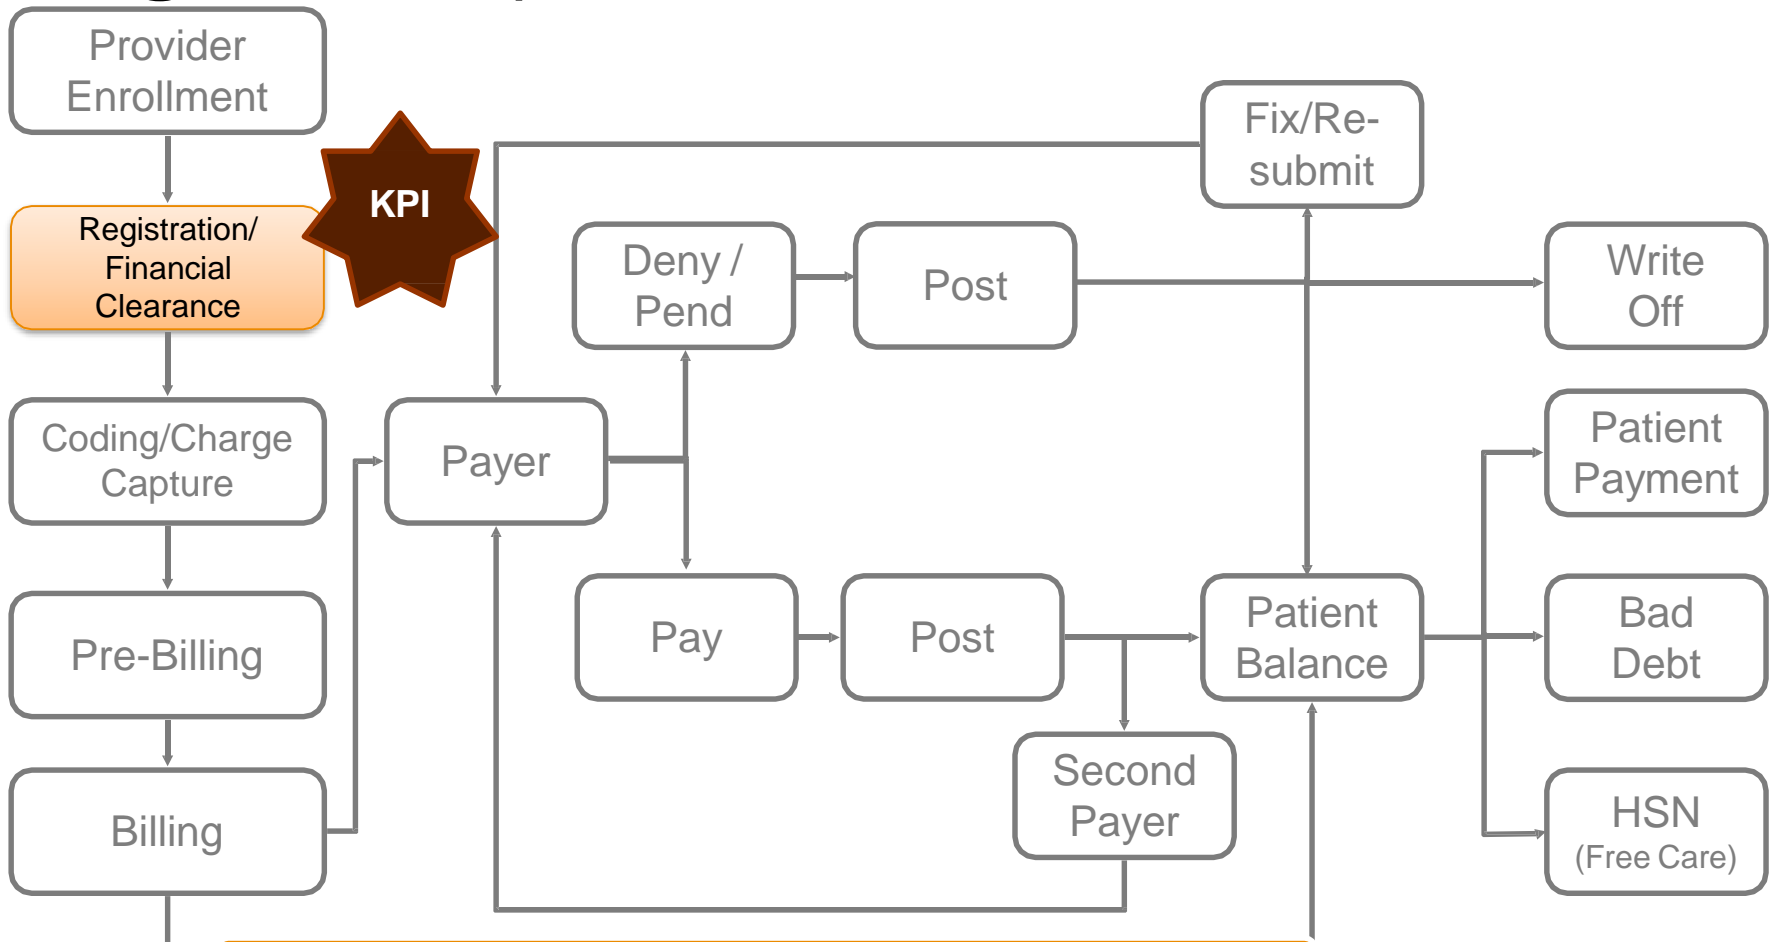 Provider
Enrollment
Registration/
Financial
Clearance
KPI
Coding/Charge
Capture
Pre-Billing
Billing
Payer
Deny /
Pend
Post
Pay
Post
Second
Payer
Fix/Re-
submit
Patient
Balance
Write
Off
Patient
Payment
Bad
Debt
HSN
(Free Care)